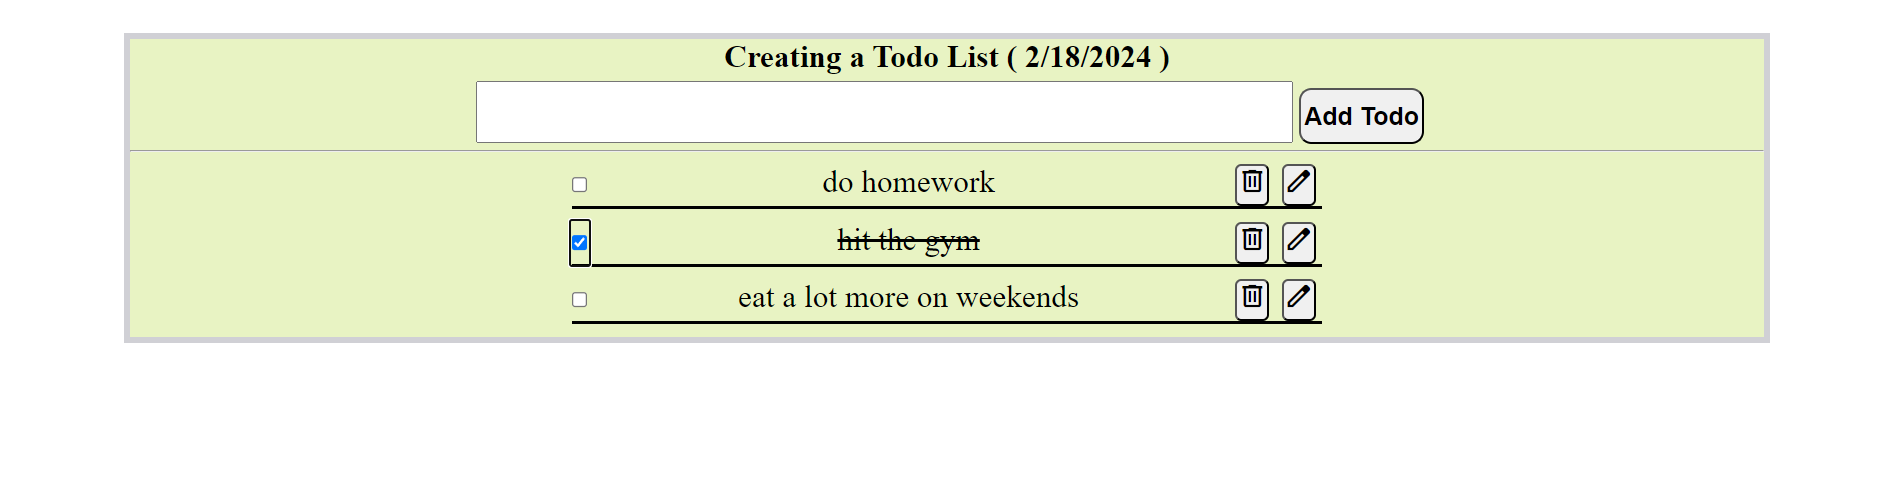 Creating a Todo List ( 2/18/2024 )
Add Todo
do homework
hit the gym
eat a lot more on weekends